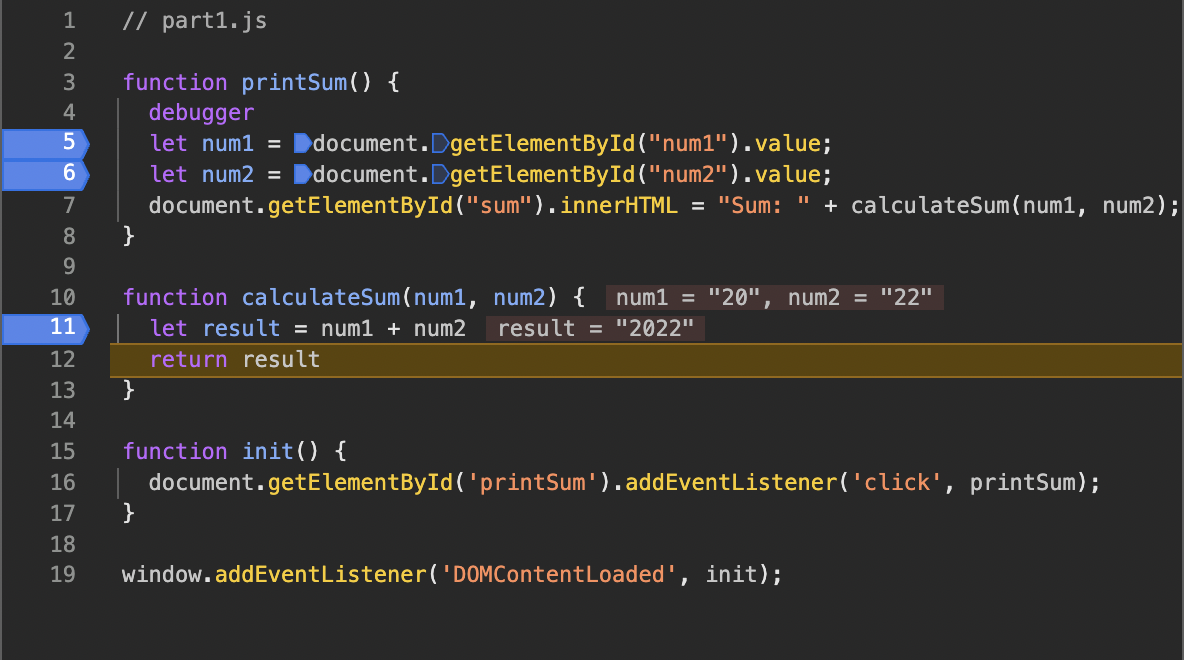 1 // part1.js
2
3 function printSum() {
4   debugger
5   let num1 = document.getElementById("num1").value;
6   let num2 = document.getElementById("num2").value;
7   document.getElementById("sum").innerHTML = "Sum: " + calculateSum(num1, num2);
8 }
9
10 function calculateSum(num1, num2) { num1 = "20", num2 = "22"
11   let result = num1 + num2 result = "2022"
12   return result
13 }
14
15 function init() {
16   document.getElementById('printSum').addEventListener('click', printSum);
17 }
18
19 window.addEventListener('DOMContentLoaded', init);